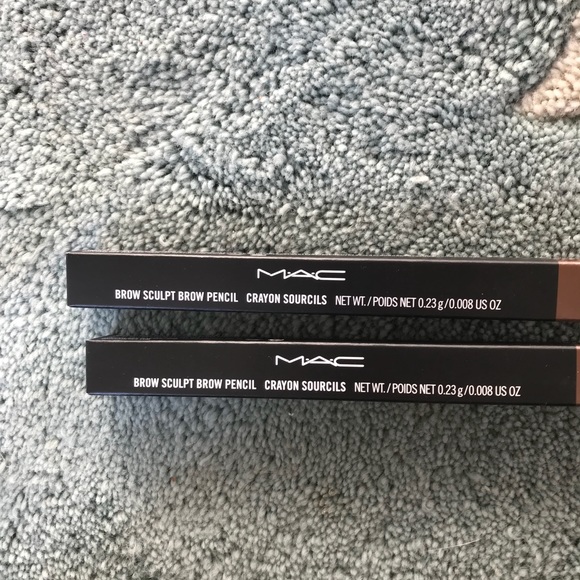 M·A·C
BROW SCULPT BROW PENCIL CRAYON SOURCILS NET WT./POIDS NET 0.23 g/0.008 US OZ
M·A·C
BROW SCULPT BROW PENCIL CRAYON SOURCILS NET WT./POIDS NET 0.23 g/0.008 US OZ